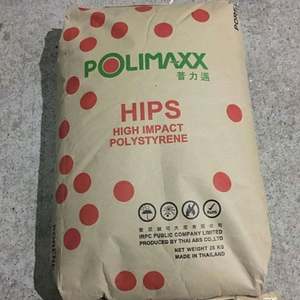 POLIMAXX
普力通
HIPS
HIGH IMPACT
POLYSTYRENE
IRPC PUBLIC COMPANY LIMITED
PRODUCED BY THAI ABS CO.,LTD
NET WEIGHT 25 KG
MADE IN THAILAND